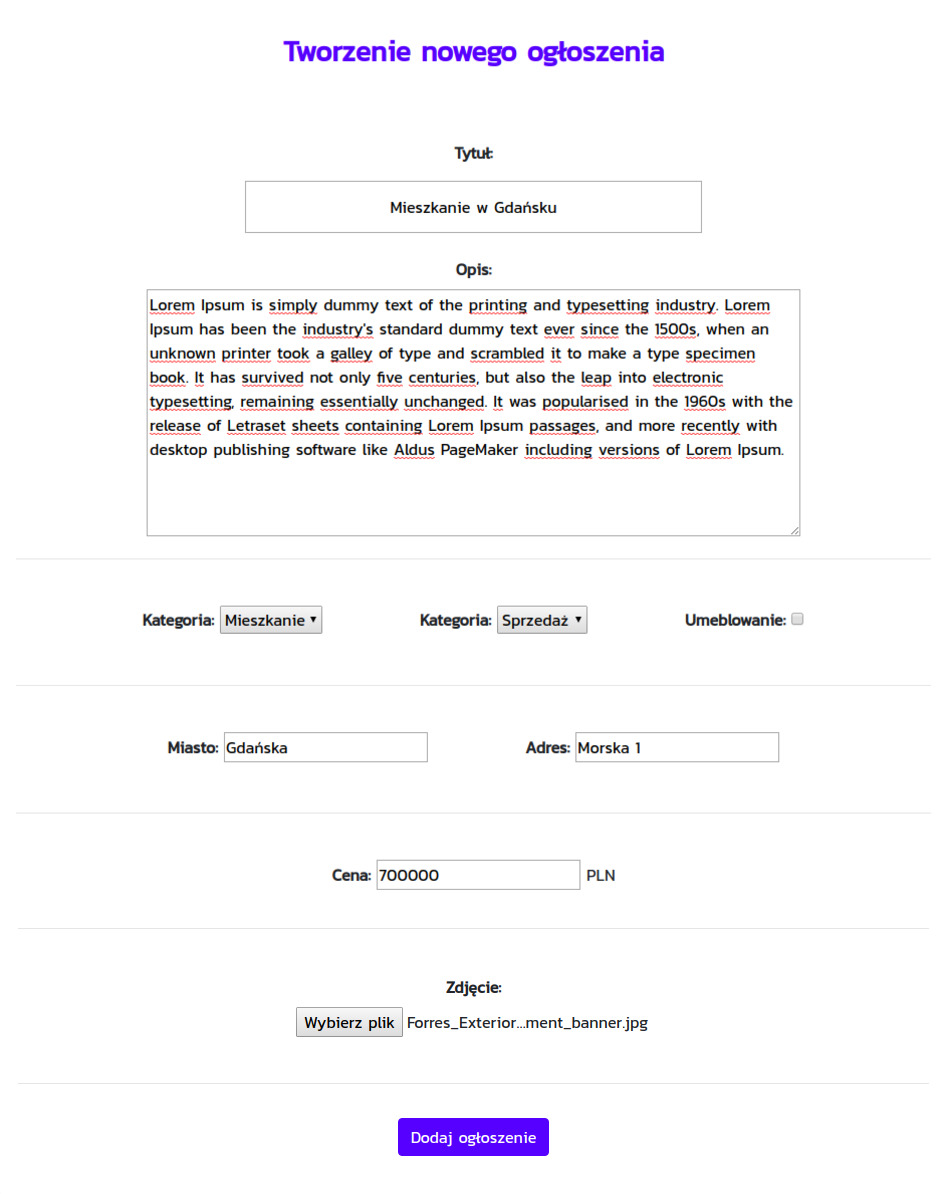 Tworzenie nowego ogłoszenia
Tytuł:
Mieszkanie w Gdańsku
Opis:
Lorem Ipsum is simply dummy text of the printing and typesetting industry. Lorem
Ipsum has been the industry's standard dummy text ever since the 1500s, when an
unknown printer took a galley of type and scrambled it to make a type specimen
book. It has survived not only five centuries, but also the leap into electronic
typesetting, remaining essentially unchanged. It was popularised in the 1960s with the
release of Letraset sheets containing Lorem Ipsum passages, and more recently with
desktop publishing software like Aldus PageMaker including versions of Lorem Ipsum.
Kategoria: Mieszkanie Kategoria: Sprzedaż Umeblowanie:
Miasto: Gdańska Adres: Morska 1
Cena: 700000 PLN
Zdjęcie:
Wybierz plik Forres_Exterior...ment_banner.jpg
Dodaj ogłoszenie